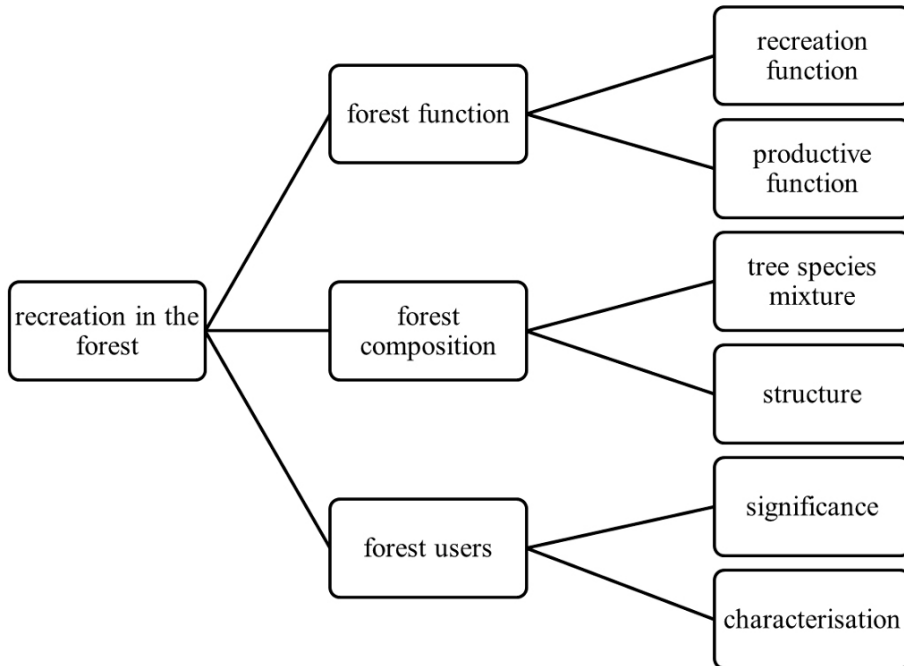 recreation in the
forest
forest function
recreation
function
productive
function
forest
composition
tree species
mixture
structure
forest users
significance
characterisation